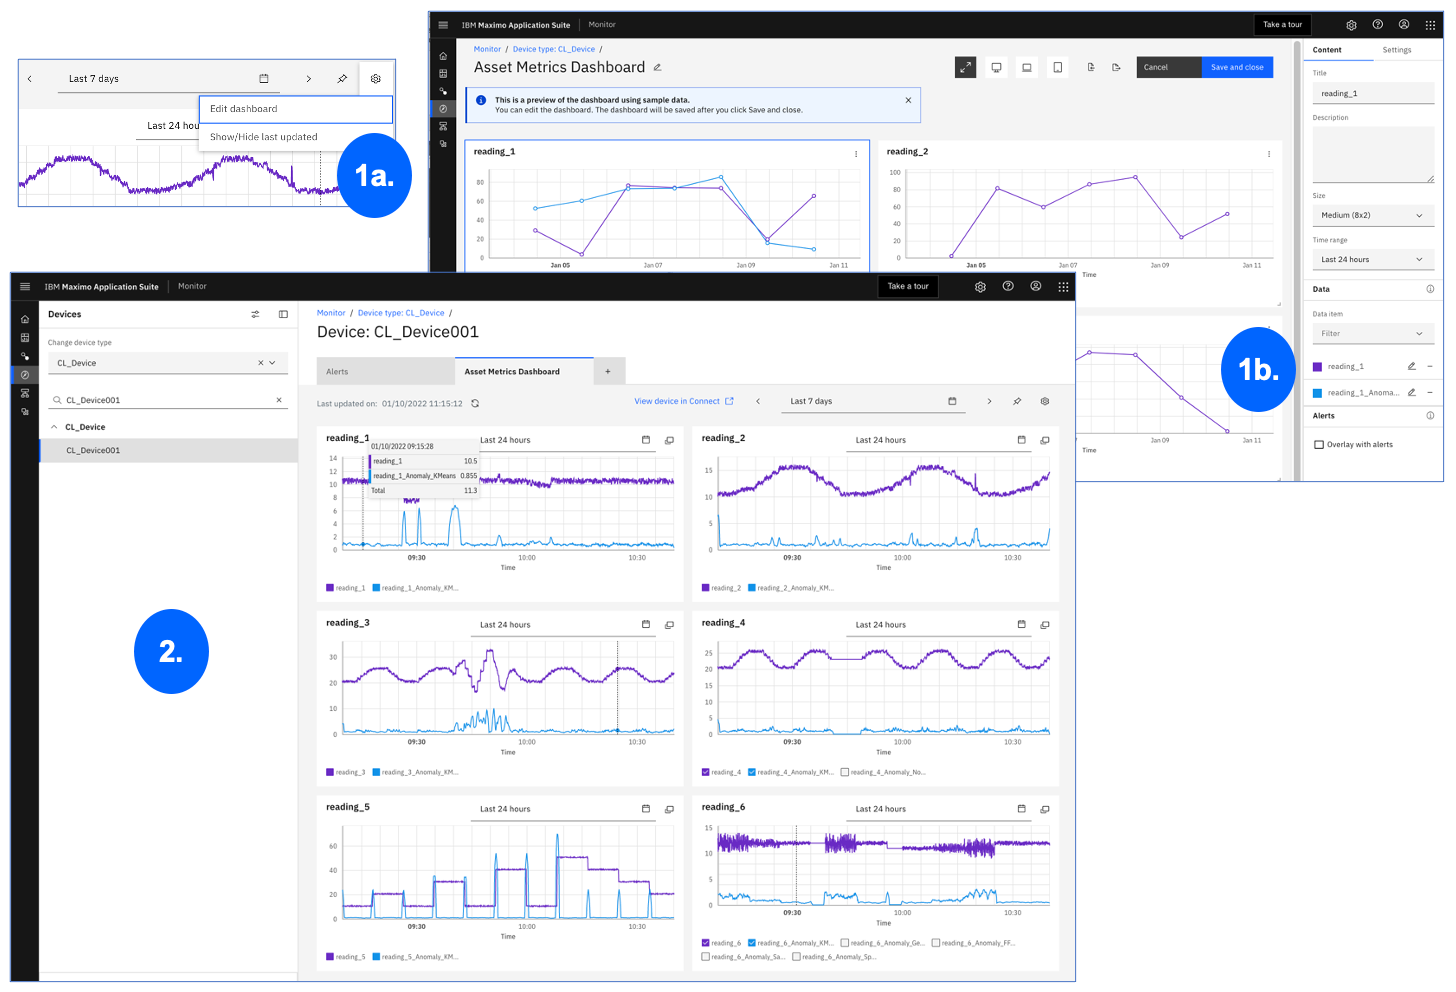 Last 7 days
Edit dashboard
Last 24 hou
Show/Hide last updated
1a.
IBM Maximo Application Suite
Monitor
Take a tour
Monitor / Device type: CL_Device /
Asset Metrics Dashboard
Cancel
Save and close
This is a preview of the dashboard using sample data.
You can edit the dashboard. The dashboard will be saved after you click Save and close.
reading_1
80
60
40
20
0
Jan 05
Jan 07
Jan 09
Jan 11
reading_2
100
80
60
40
20
0
Jan 05
Jan 07
Jan 09
Jan 11
Time
Jan 09
Jan 11
Time
Content
Settings
Title
reading_1
Description
Size
Medium (8x2)
Time range
Last 24 hours
Data
Data item
Filter
reading_1
reading_1_Anoma...
Alerts
Overlay with alerts
1b.
IBM Maximo Application Suite
Monitor
Take a tour
Devices
Change device type
CL_Device
CL_Device001
CL_Device
CL_Device001
2.
Monitor / Device type: CL_Device /
Device: CL_Device001
Alerts
Asset Metrics Dashboard
+
Last updated on: 01/10/2022 11:15:12
View device in Connect
Last 7 days
reading_1
Last 24 hours
01/10/2022 09:15:28
reading_1 10.5
reading_1_Anomaly_KMeans 0.855
Total 11.3
14
12
10
8
6
4
2
0
09:30
10:00
10:30
Time
reading_1
reading_1_Anomaly_KM...
reading_2
Last 24 hours
15
10
5
0
09:30
10:00
10:30
Time
reading_2
reading_2_Anomaly_KM...
reading_3
Last 24 hours
30
20
10
0
09:30
10:00
10:30
Time
reading_3
reading_3_Anomaly_KM...
reading_4
Last 24 hours
25
20
15
10
5
0
09:30
10:00
10:30
Time
reading_4
reading_4_Anomaly_KM...
reading_4_Anomaly_No...
reading_5
Last 24 hours
60
40
20
0
09:30
10:00
10:30
Time
reading_5
reading_5_Anomaly_KM...
reading_6
Last 24 hours
15
10
5
0
09:30
10:00
10:30
Time
reading_6
reading_6_Anomaly_KM...
reading_6_Anomaly_Ge...
reading_6_Anomaly_FF...
reading_6_Anomaly_Sa...
reading_6_Anomaly_Sp...